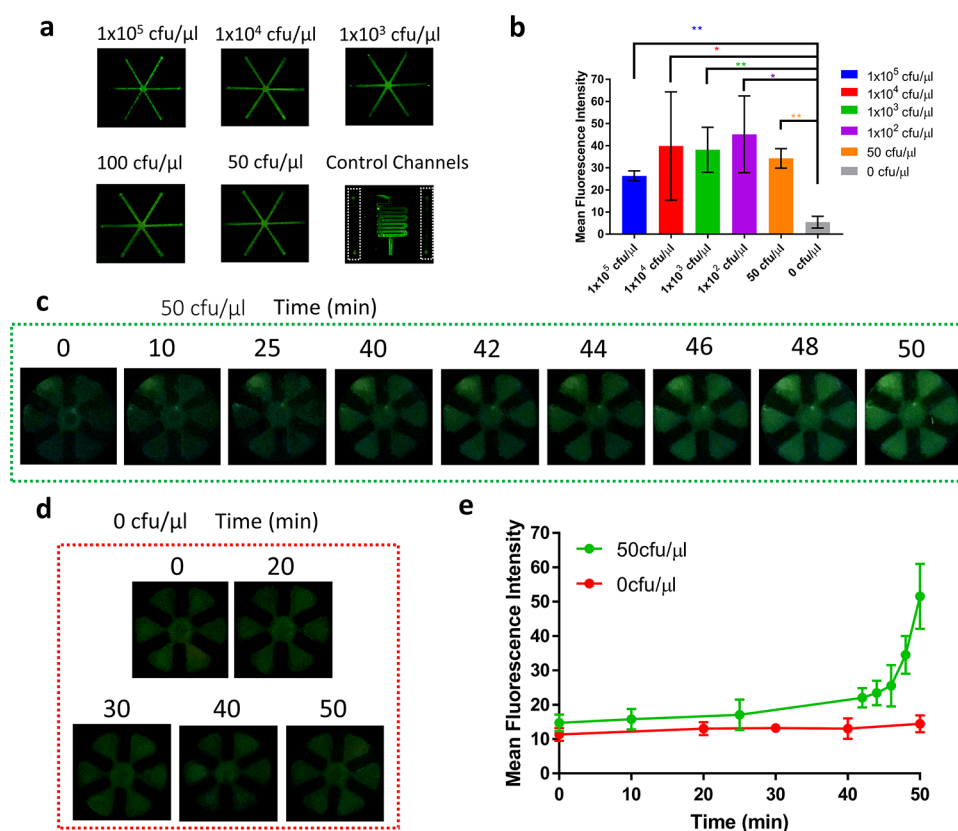 a
1x10⁵ cfu/µl 1x10⁴ cfu/µl 1x10³ cfu/µl
100 cfu/µl 50 cfu/µl Control Channels
b
** * ** * **
Mean Fluorescence Intensity
70
60
50
40
30
20
10
0
1x10⁵ cfu/µl
1x10⁴ cfu/µl
1x10³ cfu/µl
1x10² cfu/µl
50 cfu/µl
0 cfu/µl
1x10⁵ cfu/µl
1x10⁴ cfu/µl
1x10³ cfu/µl
1x10² cfu/µl
50 cfu/µl
0 cfu/µl
c
50 cfu/µl Time (min)
0 10 25 40 42 44 46 48 50
d
0 cfu/µl Time (min)
0 20
30 40 50
e
Mean Fluorescence Intensity
70
60
50
40
30
20
10
0
50cfu/µl
0cfu/µl
0 10 20 30 40 50
Time (min)